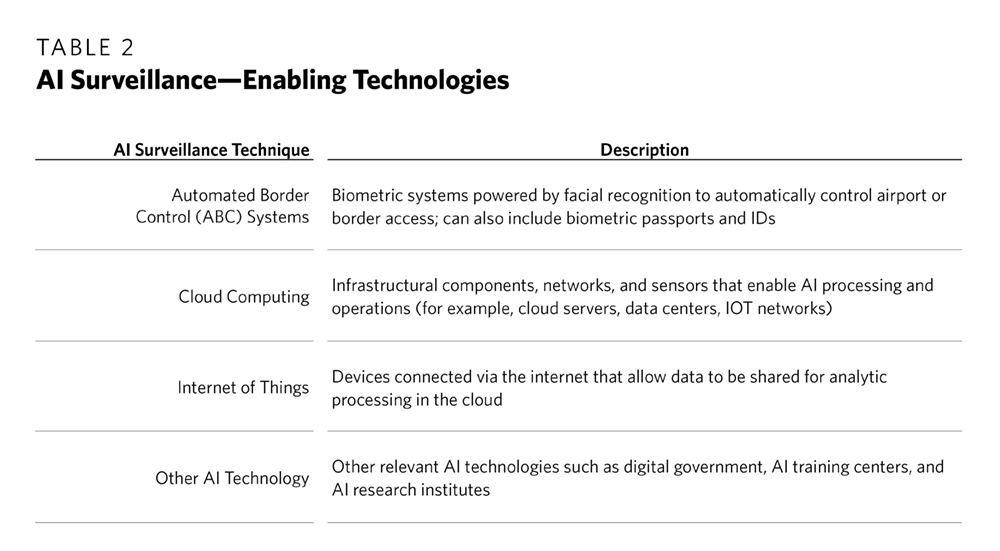 TABLE 2
AI Surveillance—Enabling Technologies
AI Surveillance Technique
Description
Automated Border
Control (ABC) Systems
Biometric systems powered by facial recognition to automatically control airport or
border access; can also include biometric passports and IDs
Cloud Computing
Infrastructural components, networks, and sensors that enable AI processing and
operations (for example, cloud servers, data centers, IOT networks)
Internet of Things
Devices connected via the internet that allow data to be shared for analytic
processing in the cloud
Other AI Technology
Other relevant AI technologies such as digital government, AI training centers, and
AI research institutes